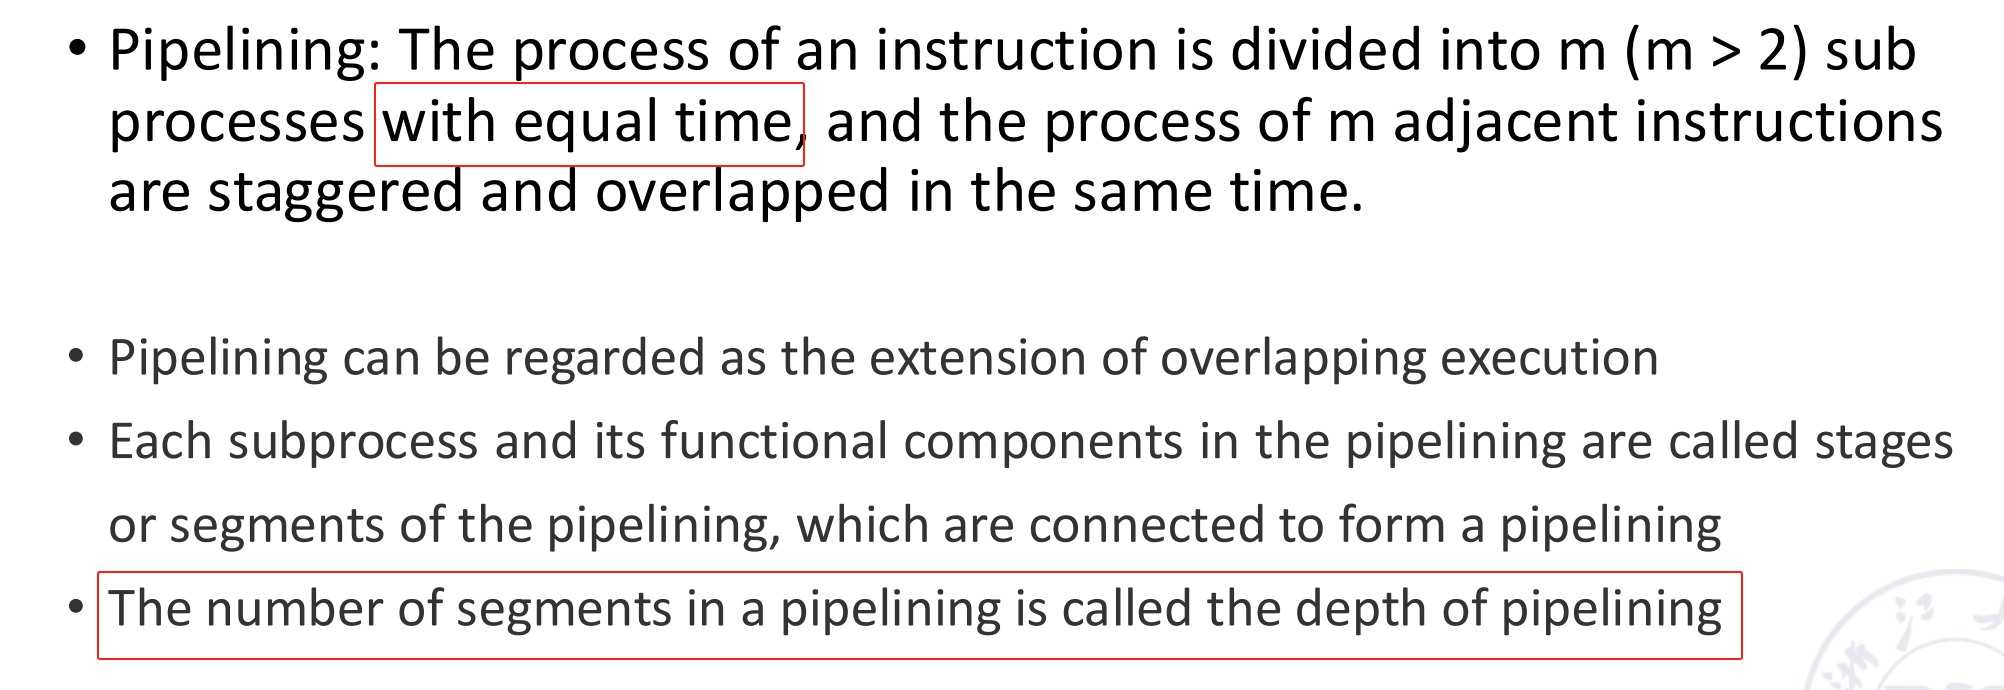 • Pipelining: The process of an instruction is divided into m (m > 2) sub
processes with equal time, and the process of m adjacent instructions
are staggered and overlapped in the same time.
• Pipelining can be regarded as the extension of overlapping execution
• Each subprocess and its functional components in the pipelining are called stages
or segments of the pipelining, which are connected to form a pipelining
• The number of segments in a pipelining is called the depth of pipelining